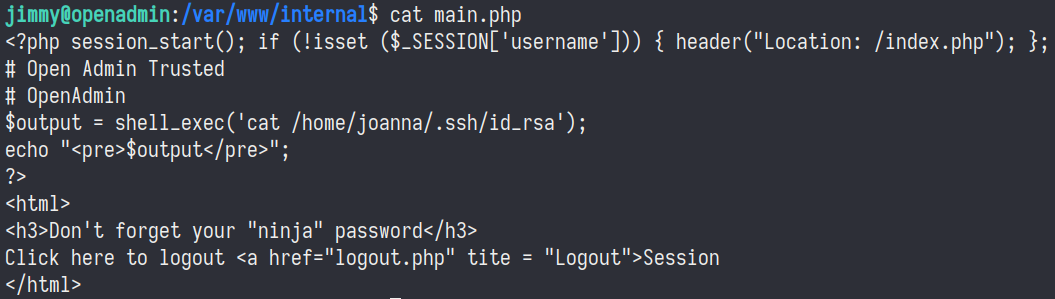 jimmy@openadmin:/var/www/internal$ cat main.php
<?php session_start(); if (!isset ($_SESSION['username'])) { header("Location: /index.php"); };
# Open Admin Trusted
# OpenAdmin
$output = shell_exec('cat /home/joanna/.ssh/id_rsa');
echo "<pre>$output</pre>";
?>
<html>
<h3>Don't forget your "ninja" password</h3>
Click here to logout <a href="logout.php" tite = "Logout">Session
</html>